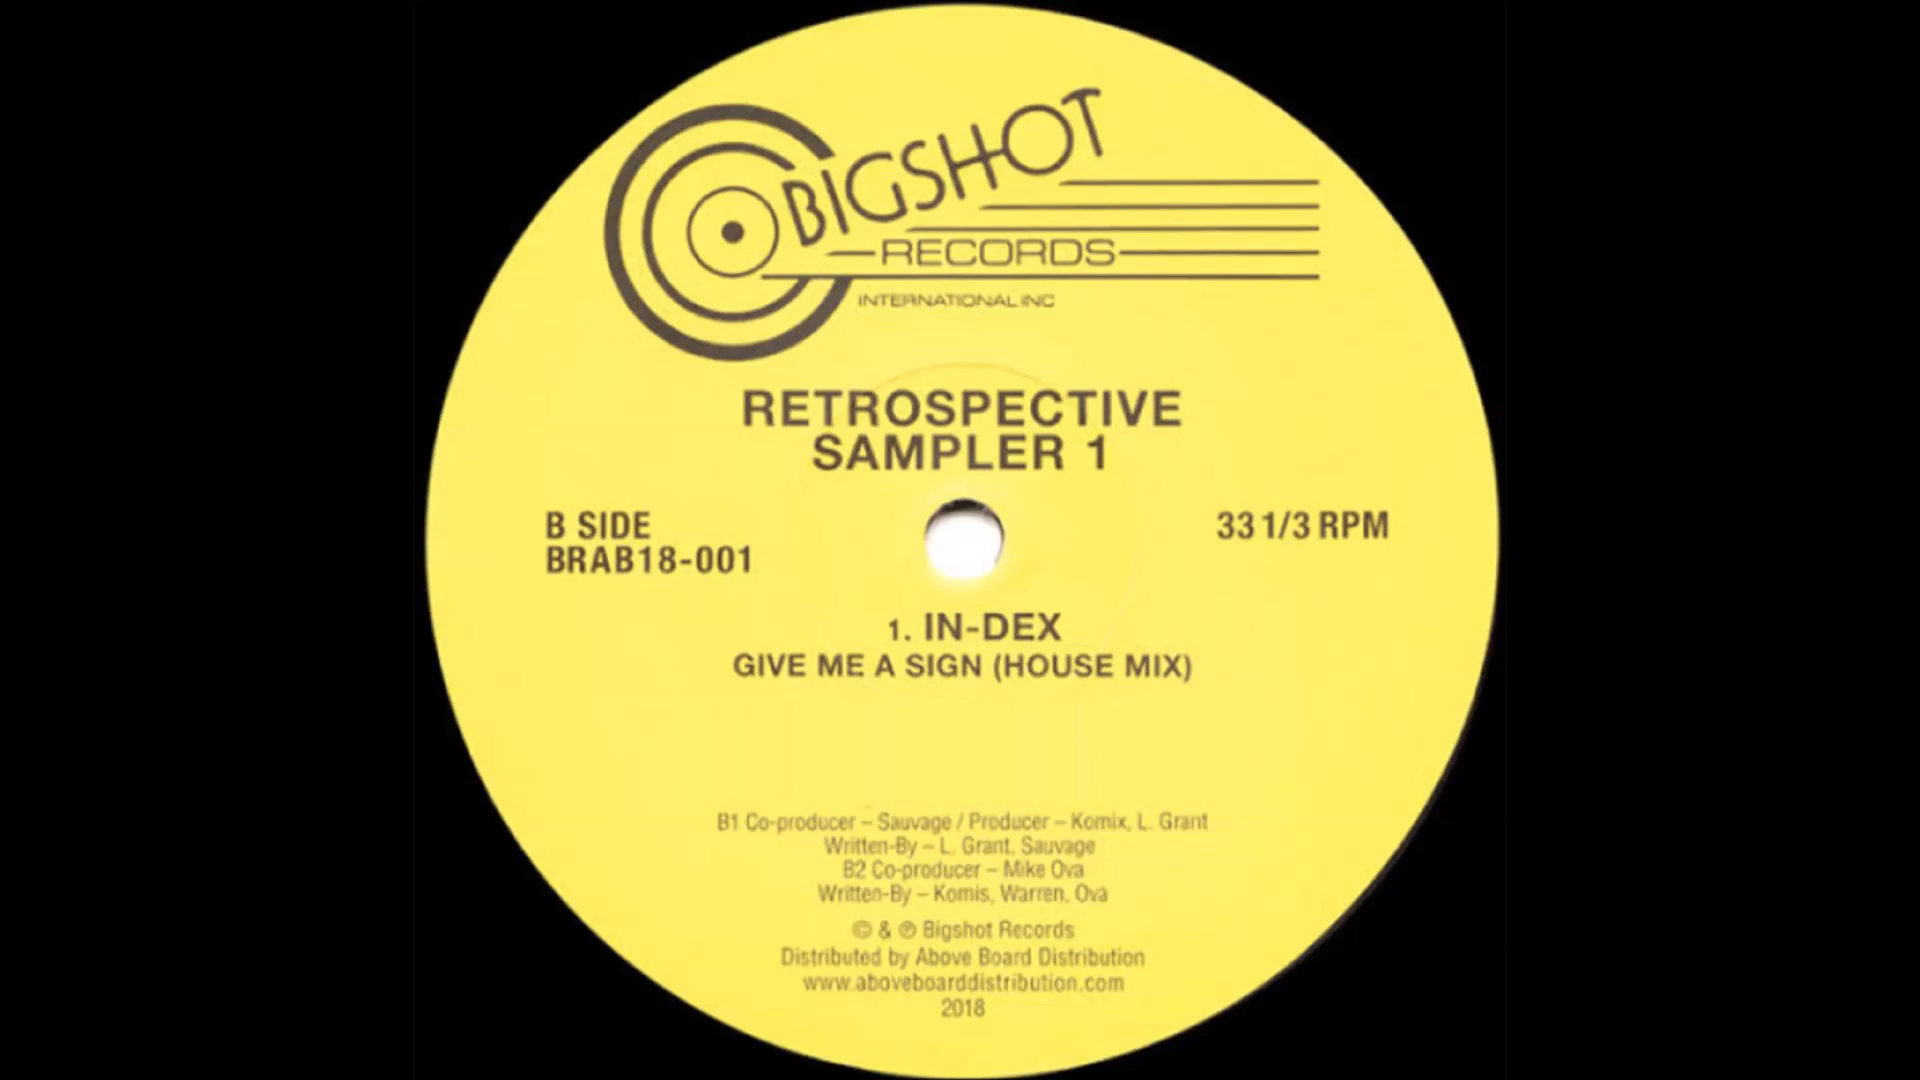 BIGSHOT
RECORDS
INTERNATIONAL INC
RETROSPECTIVE
SAMPLER 1
B SIDE
BRAB18-001
33 1/3 RPM
1. IN-DEX
GIVE ME A SIGN (HOUSE MIX)
B1 Co-producer – Sauvage / Producer – Komix, L. Grant
Written-By – L. Grant, Sauvage
B2 Co-producer – Mike Ova
Written-By – Komis, Warren, Ova
© & ℗ Bigshot Records
Distributed by Above Board Distribution
www.aboveboarddistribution.com
2018